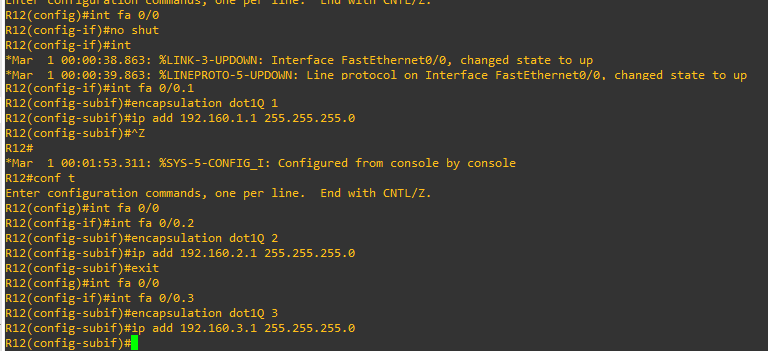 Enter configuration commands, one per line.  End with CNTL/Z.
R12(config)#int fa 0/0
R12(config-if)#no shut
R12(config-if)#int
*Mar  1 00:00:38.863: %LINK-3-UPDOWN: Interface FastEthernet0/0, changed state to up
*Mar  1 00:00:39.863: %LINEPROTO-5-UPDOWN: Line protocol on Interface FastEthernet0/0, changed state to up
R12(config-if)#int fa 0/0.1
R12(config-subif)#encapsulation dot1Q 1
R12(config-subif)#ip add 192.160.1.1 255.255.255.0
R12(config-subif)#^Z
R12#
*Mar  1 00:01:53.311: %SYS-5-CONFIG_I: Configured from console by console
R12#conf t
Enter configuration commands, one per line.  End with CNTL/Z.
R12(config)#int fa 0/0
R12(config-if)#int fa 0/0.2
R12(config-subif)#encapsulation dot1Q 2
R12(config-subif)#ip add 192.160.2.1 255.255.255.0
R12(config-subif)#exit
R12(config)#int fa 0/0
R12(config-if)#int fa 0/0.3
R12(config-subif)#encapsulation dot1Q 3
R12(config-subif)#ip add 192.160.3.1 255.255.255.0
R12(config-subif)#